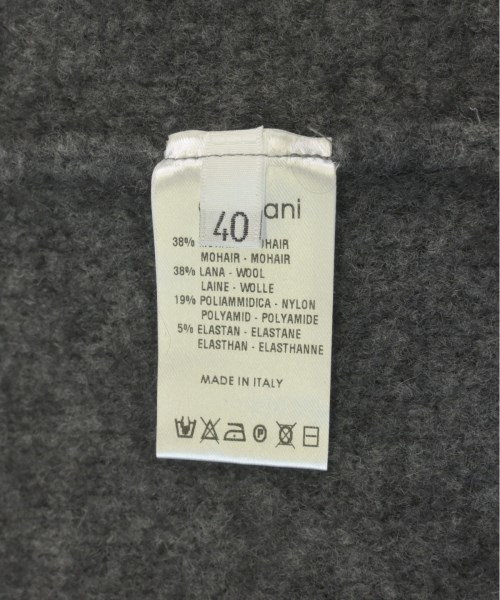 ani
40
38% MOHAIR
MOHAIR - MOHAIR
38% LANA - WOOL
LAINE - WOLLE
19% POLIAMMIDICA - NYLON
POLYAMID - POLYAMIDE
5% ELASTAN - ELASTANE
ELASTHAN - ELASTHANNE
MADE IN ITALY
P